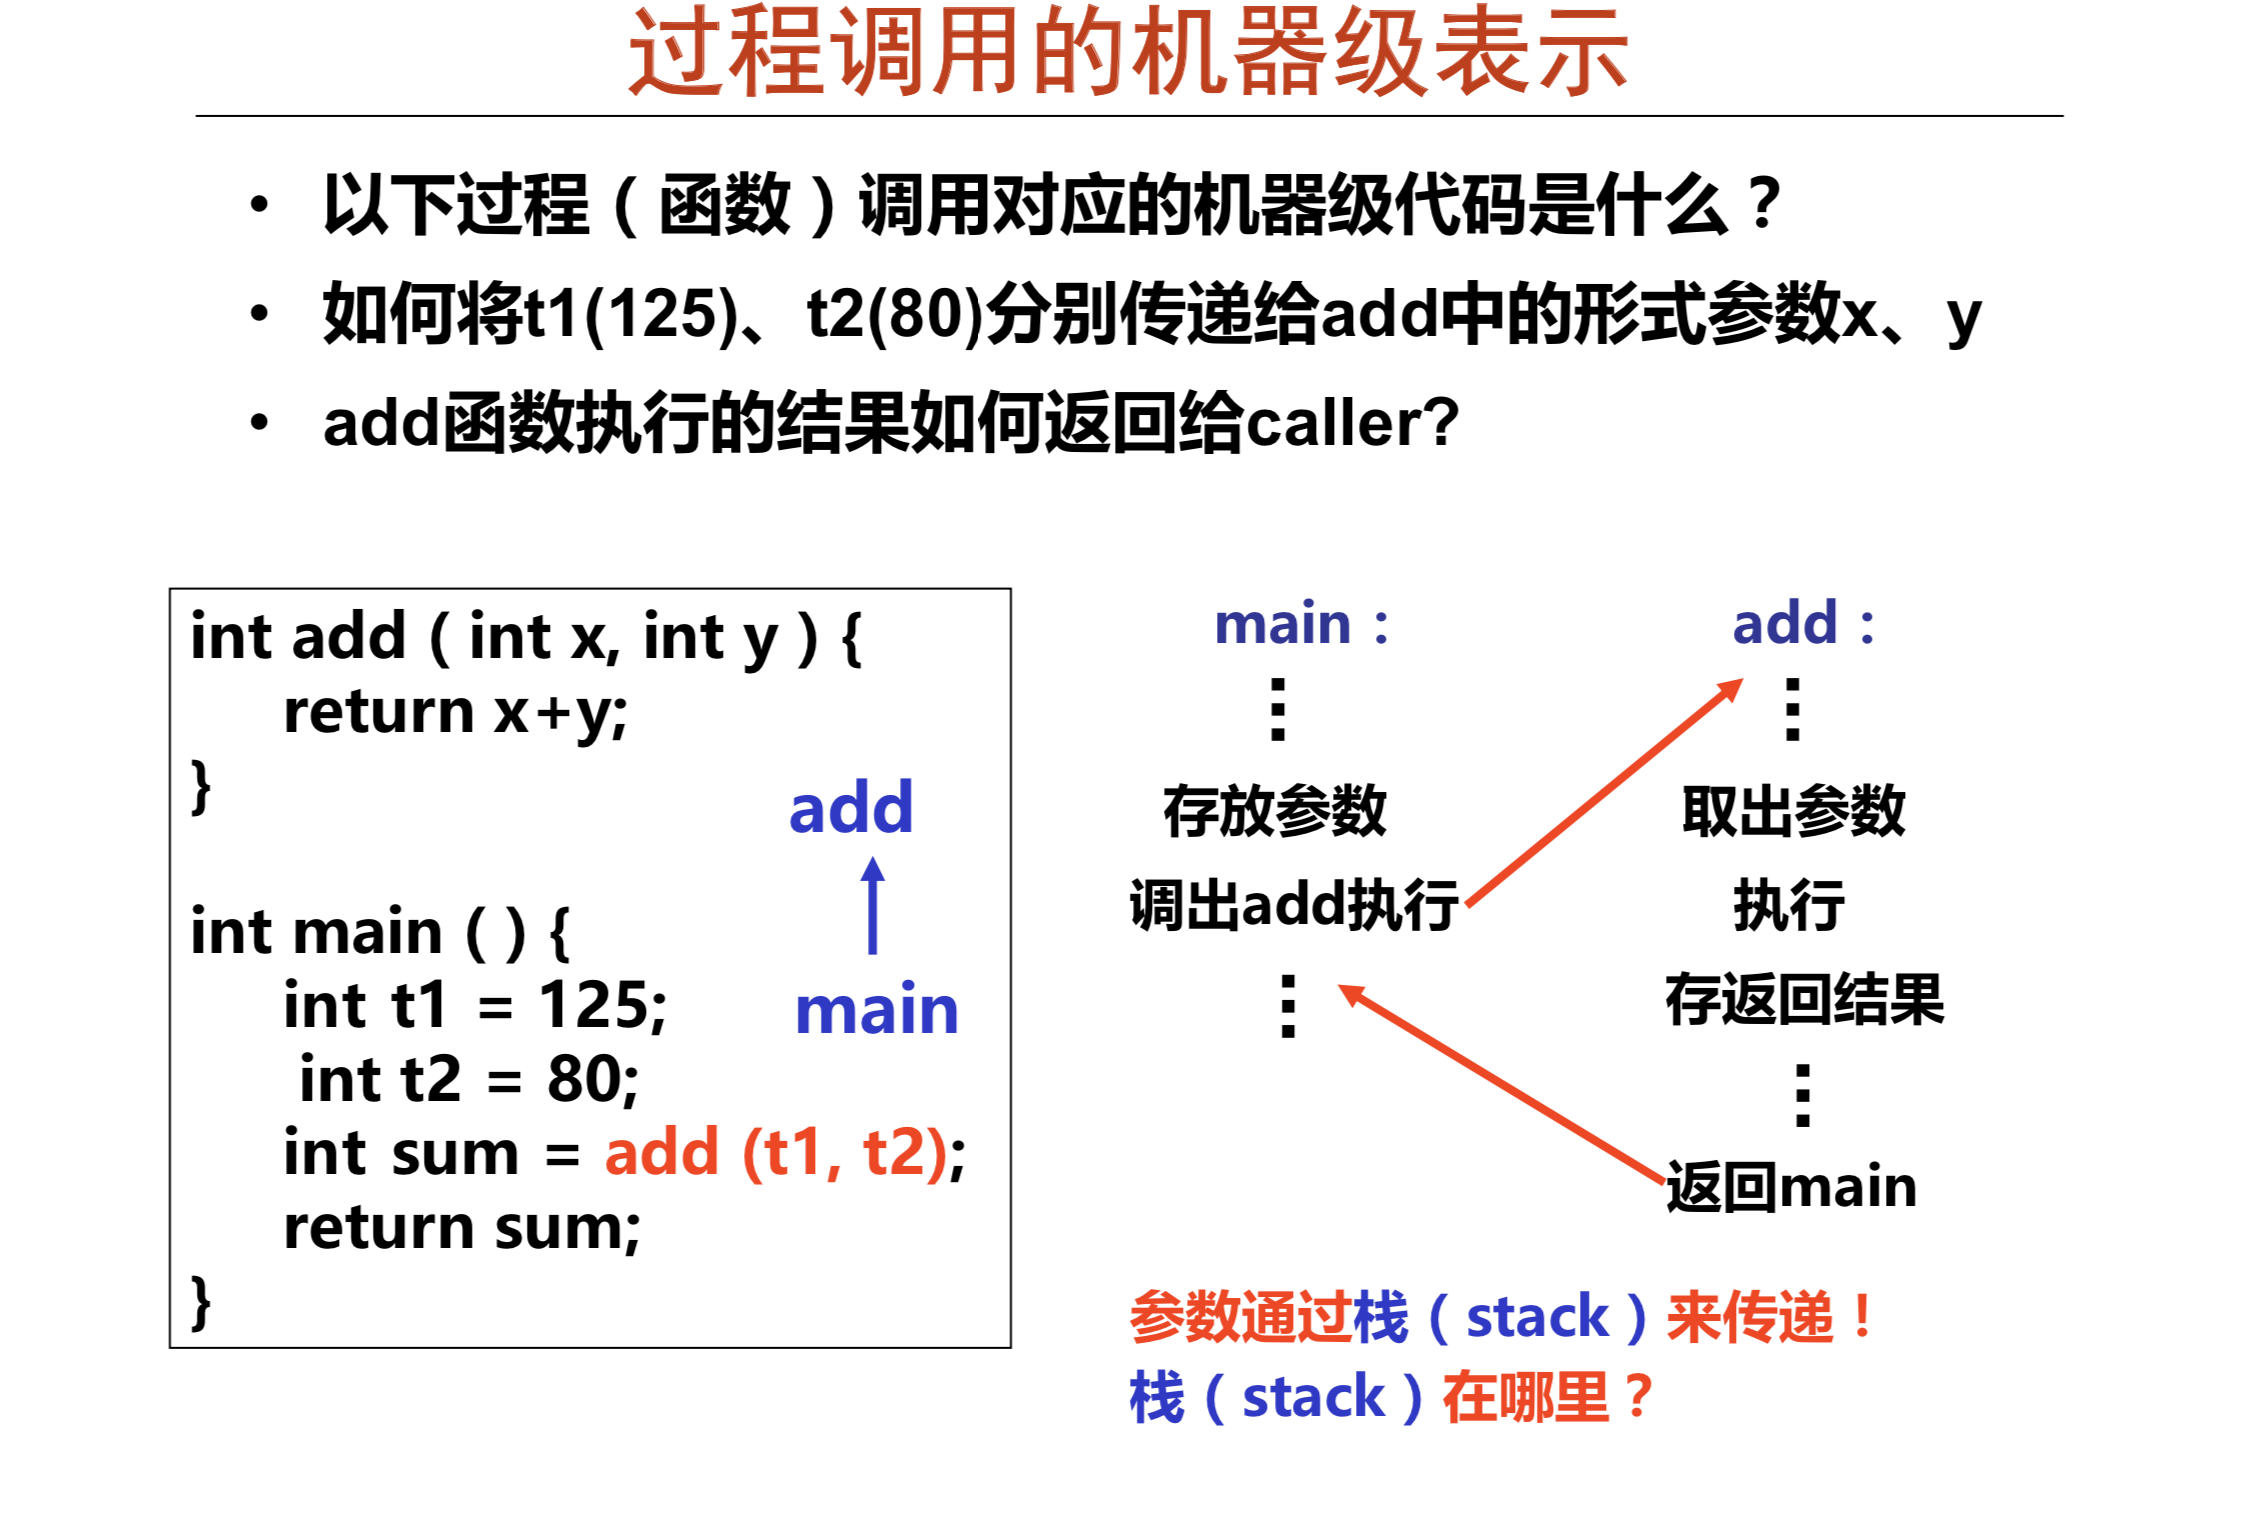 过程调用的机器级表示
• 以下过程（函数）调用对应的机器级代码是什么？
• 如何将t1(125)、t2(80)分别传递给add中的形式参数x、y
• add函数执行的结果如何返回给caller?
int add ( int x, int y ) {
return x+y;
}
int main ( ) {
int t1 = 125;
int t2 = 80;
int sum = add (t1, t2);
return sum;
}
add
main
main：
⋮
存放参数
调出add执行
⋮
add：
⋮
取出参数
执行
存返回结果
⋮
返回main
参数通过栈（stack）来传递！
栈（stack）在哪里？